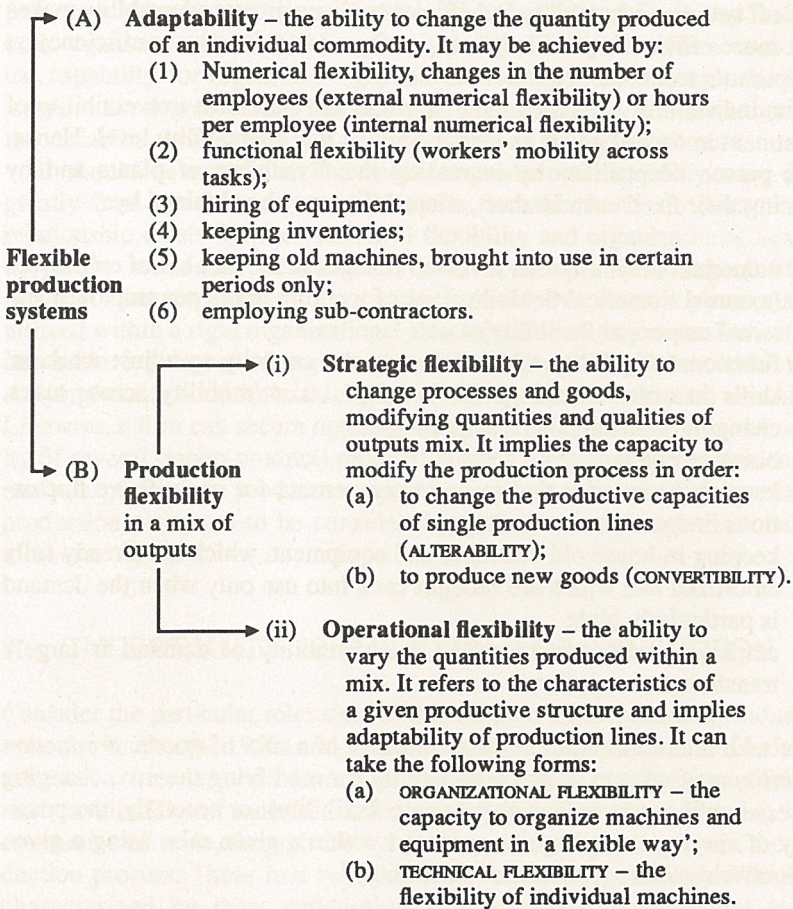 (A) Adaptability – the ability to change the quantity produced
of an individual commodity. It may be achieved by:
(1) Numerical flexibility, changes in the number of
employees (external numerical flexibility) or hours
per employee (internal numerical flexibility);
(2) functional flexibility (workers' mobility across
tasks);
(3) hiring of equipment;
(4) keeping inventories;
(5) keeping old machines, brought into use in certain
periods only;
(6) employing sub-contractors.
Flexible
production
systems
(B) Production
flexibility
in a mix of
outputs
(i) Strategic flexibility – the ability to
change processes and goods,
modifying quantities and qualities of
outputs mix. It implies the capacity to
modify the production process in order:
(a) to change the productive capacities
of single production lines
(ALTERABILITY);
(b) to produce new goods (CONVERTIBILITY).
(ii) Operational flexibility – the ability to
vary the quantities produced within a
mix. It refers to the characteristics of
a given productive structure and implies
adaptability of production lines. It can
take the following forms:
(a) ORGANIZATIONAL FLEXIBILITY – the
capacity to organize machines and
equipment in 'a flexible way';
(b) TECHNICAL FLEXIBILITY – the
flexibility of individual machines.